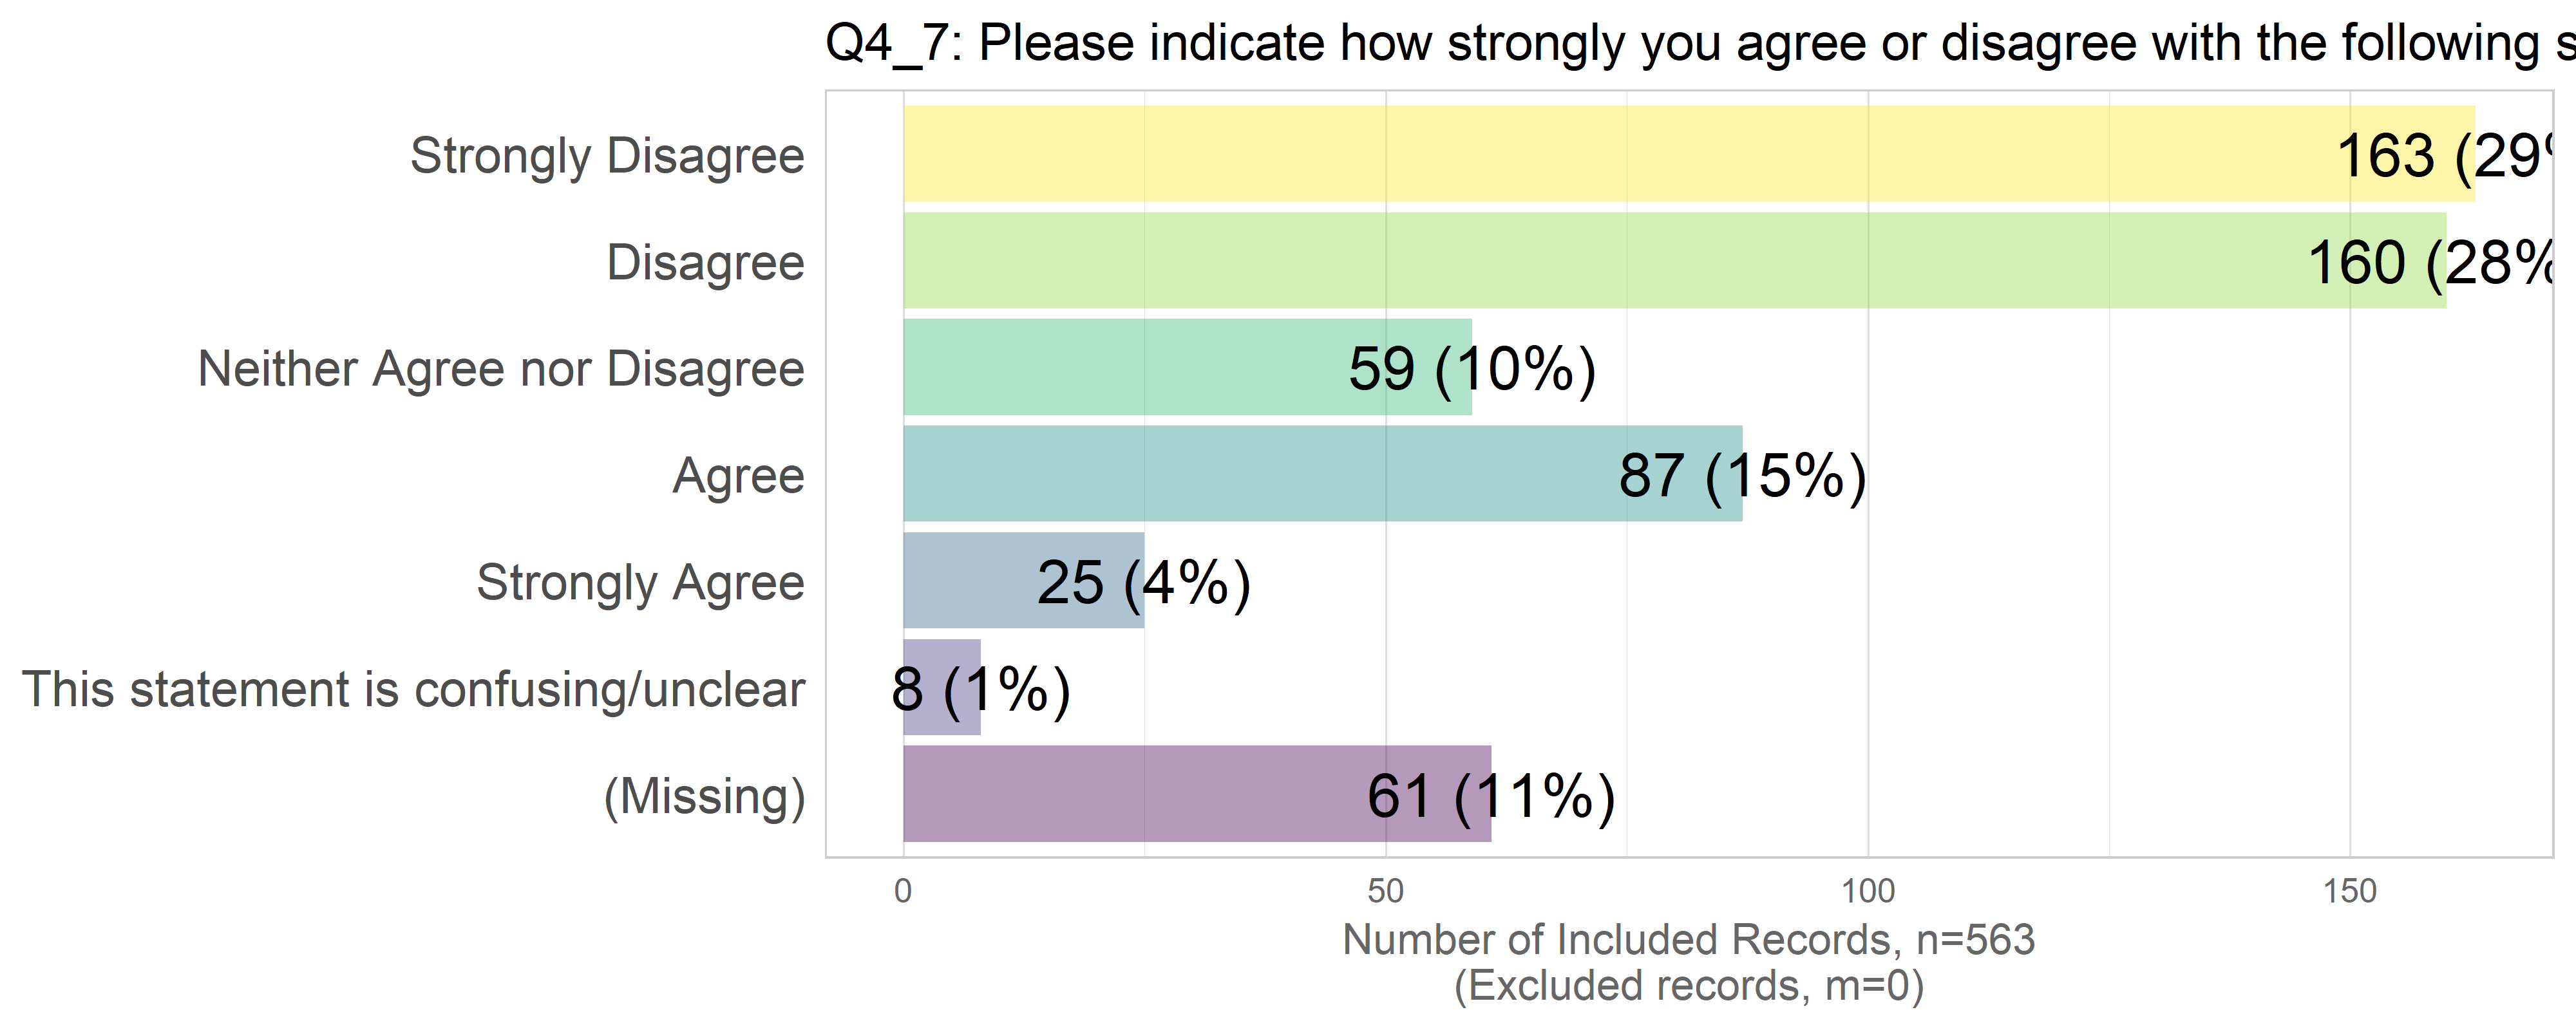 Q4_7: Please indicate how strongly you agree or disagree with the following s
Strongly Disagree 163 (29%
Disagree 160 (28%
Neither Agree nor Disagree 59 (10%)
Agree 87 (15%)
Strongly Agree 25 (4%)
This statement is confusing/unclear 8 (1%)
(Missing) 61 (11%)
0 50 100 150
Number of Included Records, n=563
(Excluded records, m=0)